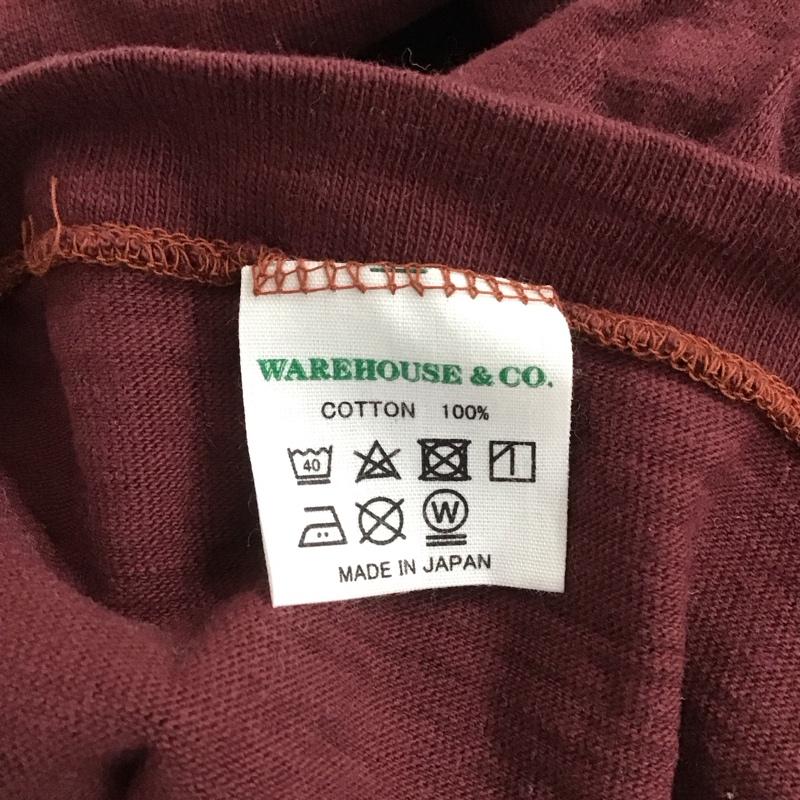 WAREHOUSE & CO.
COTTON 100%
40
W
MADE IN JAPAN